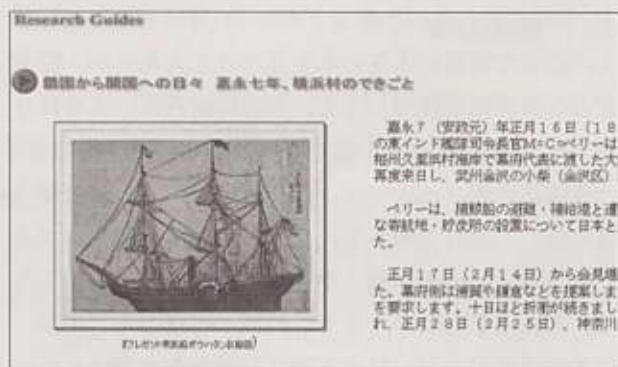 Research Guides
鎖国から開国への日々 嘉永七年、横浜村のできごと
嘉永7(安政元)年正月16日(18
の東インド艦隊司令長官M=C=ペリーは
相州久里浜村海岸で幕府代表に渡した大
再度来日し、武州金沢の小柴(金沢区)
ペリーは、捕鯨船の避難・補給港と通
な寄航地・貯炭所の設置について日本と
た。
正月17日(2月14日)から会見場
た。幕府側は浦賀や鎌倉などを提案しま
を要求します。十日ほど折衝が続きまし
れ、正月28日(2月25日)、神奈川